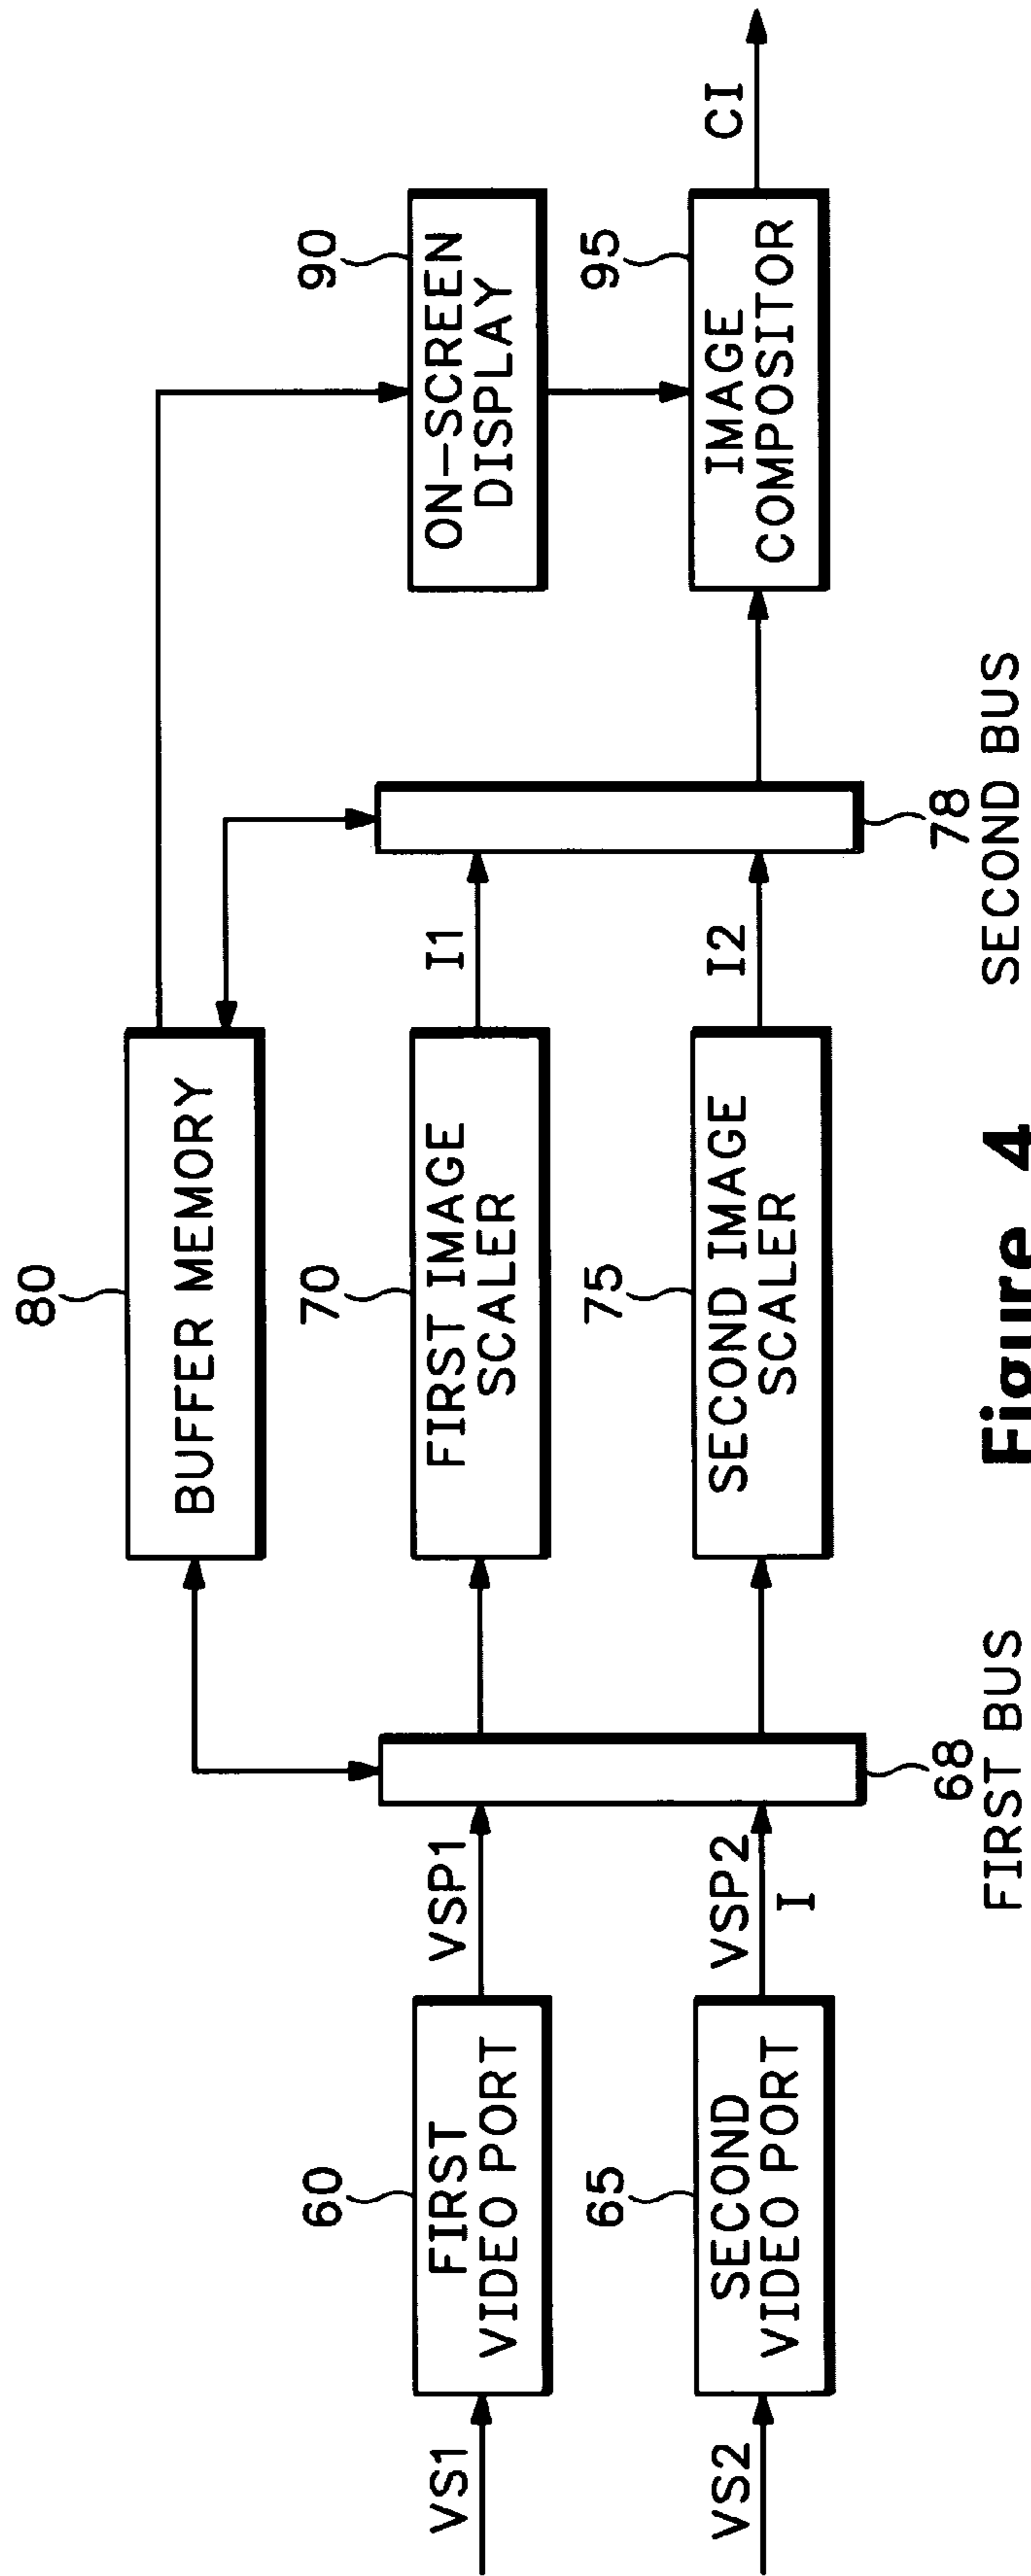 80
BUFFER MEMORY
90
ON-SCREEN
DISPLAY
60
FIRST
VIDEO PORT
VS1
VSP1
70
FIRST IMAGE
SCALER
I1
65
SECOND
VIDEO PORT
VS2
VSP2
I
75
SECOND IMAGE
SCALER
I2
95
IMAGE
COMPOSITOR
CI
68
FIRST BUS
78
SECOND BUS
Figure 4